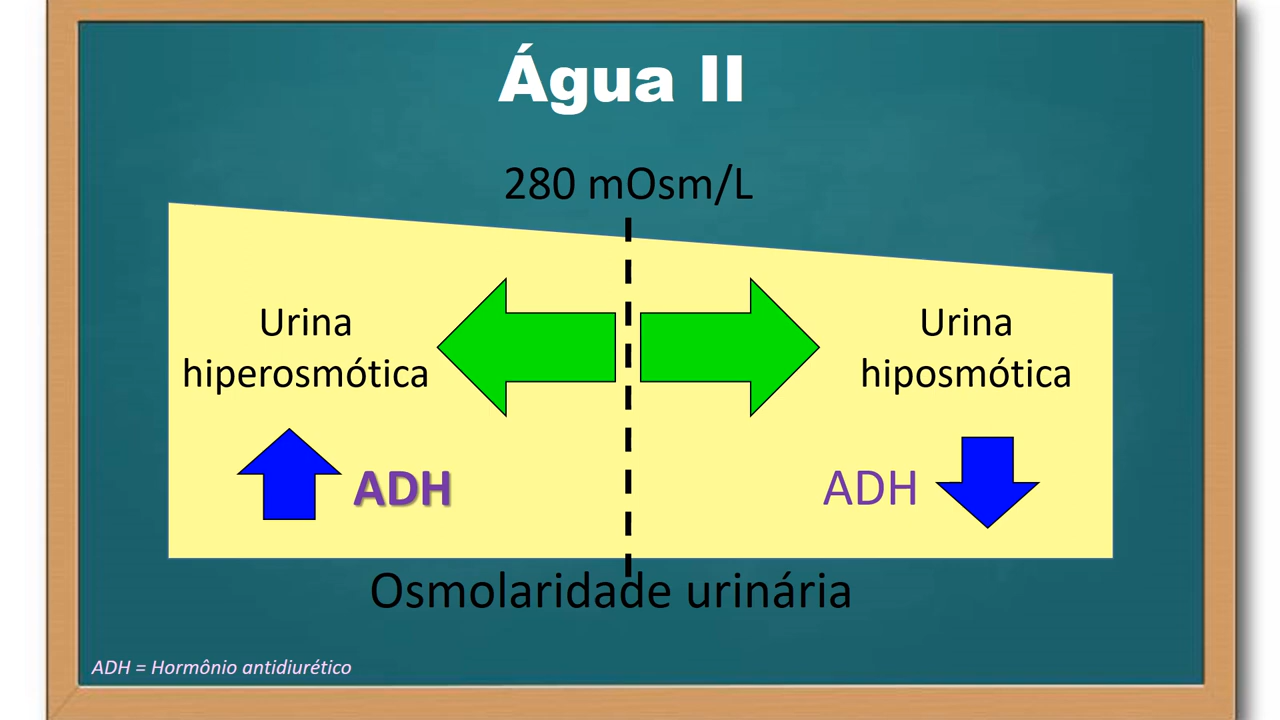 Água II
280 mOsm/L
Urina
hiperosmótica
Urina
hiposmótica
ADH
ADH
Osmolaridade urinária
ADH = Hormônio antidiurético